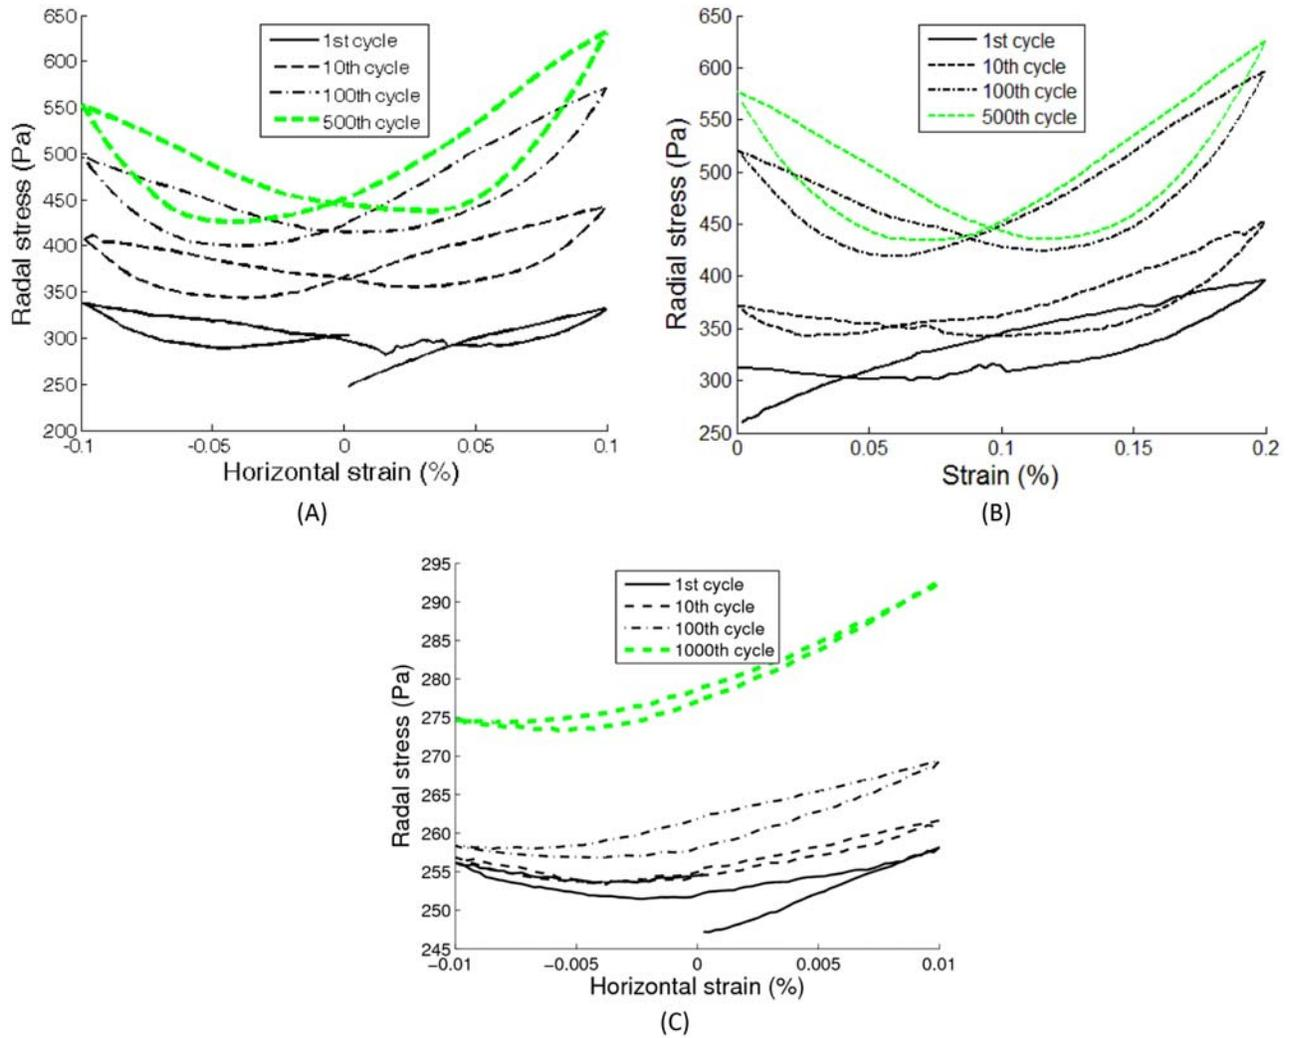 650
600
550
500
450
400
350
300
250
200
Radal stress (Pa)
1st cycle
10th cycle
100th cycle
500th cycle
-0.1
-0.05
0
0.05
0.1
Horizontal strain (%)
(A)
650
600
550
500
450
400
350
300
250
Radial stress (Pa)
1st cycle
10th cycle
100th cycle
500th cycle
0
0.05
0.1
0.15
0.2
Strain (%)
(B)
295
290
285
280
275
270
265
260
255
250
245
Radal stress (Pa)
1st cycle
10th cycle
100th cycle
1000th cycle
−0.01
−0.005
0
0.005
0.01
Horizontal strain (%)
(C)